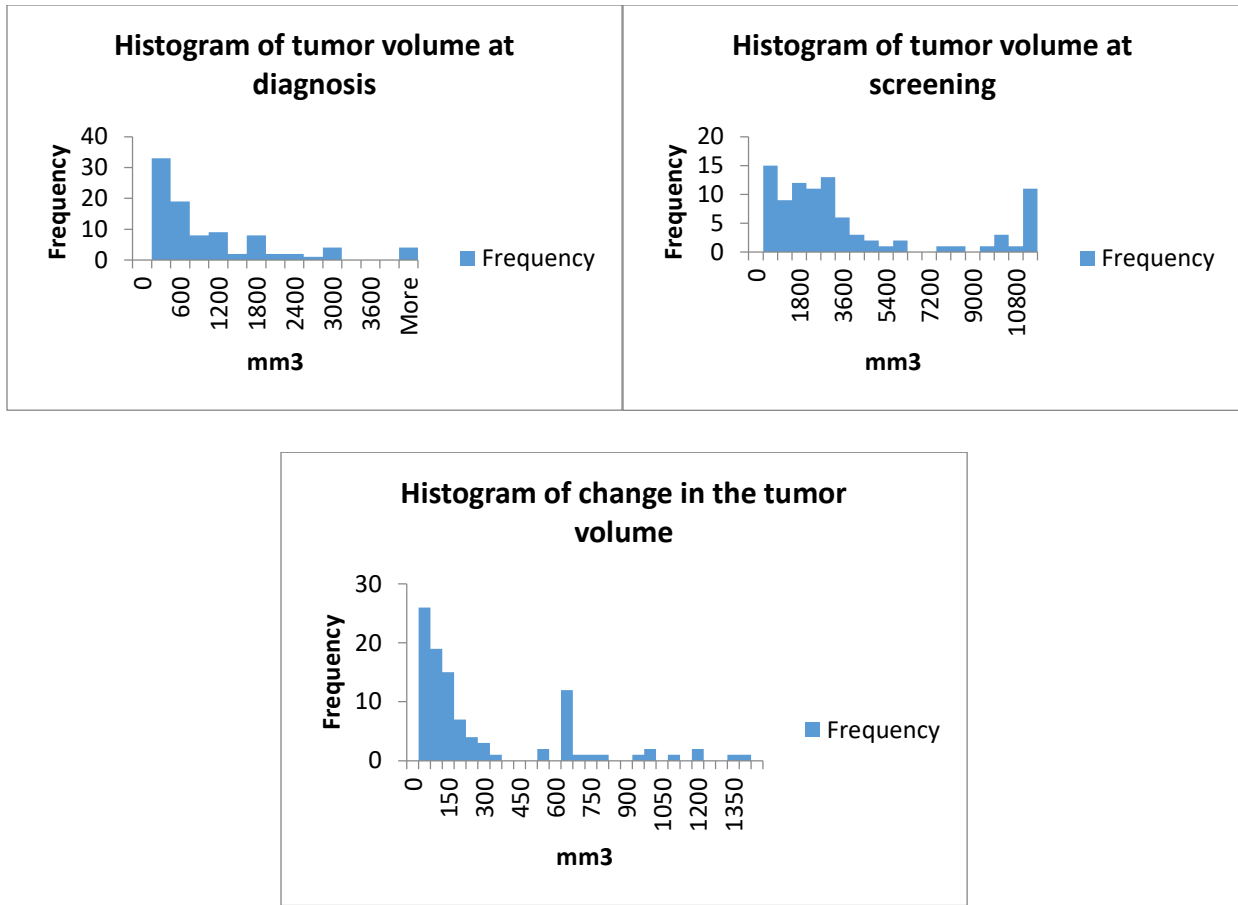 Histogram of tumor volume at
diagnosis
40
30
20
10
0
Frequency
0
600
1200
1800
2400
3000
3600
More
mm3
Frequency
Histogram of tumor volume at
screening
20
15
10
5
0
Frequency
0
1800
3600
5400
7200
9000
10800
mm3
Frequency
Histogram of change in the tumor
volume
30
20
10
0
Frequency
0
150
300
450
600
750
900
1050
1200
1350
mm3
Frequency